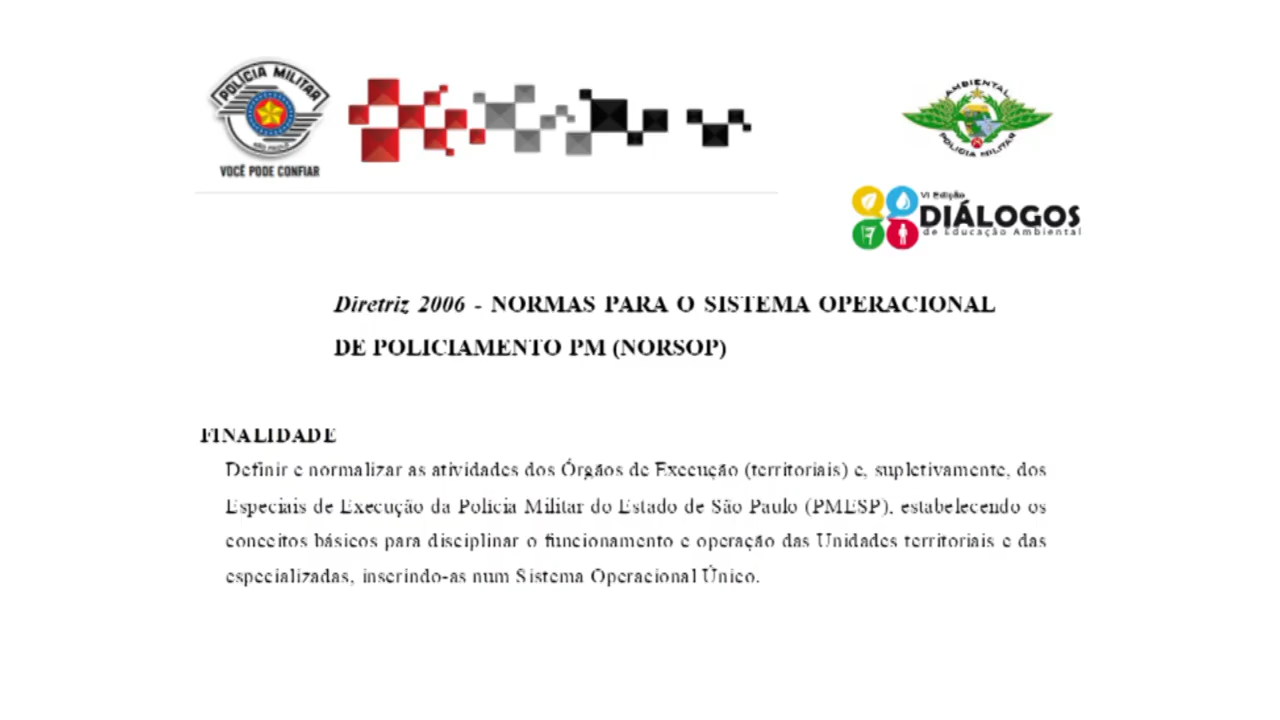 POLÍCIA MILITAR
SÃO PAULO
VOCÊ PODE CONFIAR
AMBIENTAL
POLÍCIA MILITAR
VI Edição
DIÁLOGOS
de Educação Ambiental
Diretriz 2006 - NORMAS PARA O SISTEMA OPERACIONAL
DE POLICIAMENTO PM (NORSOP)
FINALIDADE
Definir e normalizar as atividades dos Órgãos de Execução (territoriais) e, supletivamente, dos
Especiais de Execução da Polícia Militar do Estado de São Paulo (PMESP), estabelecendo os
conceitos básicos para disciplinar o funcionamento e operação das Unidades territoriais e das
especializadas, inserindo-as num Sistema Operacional Único.